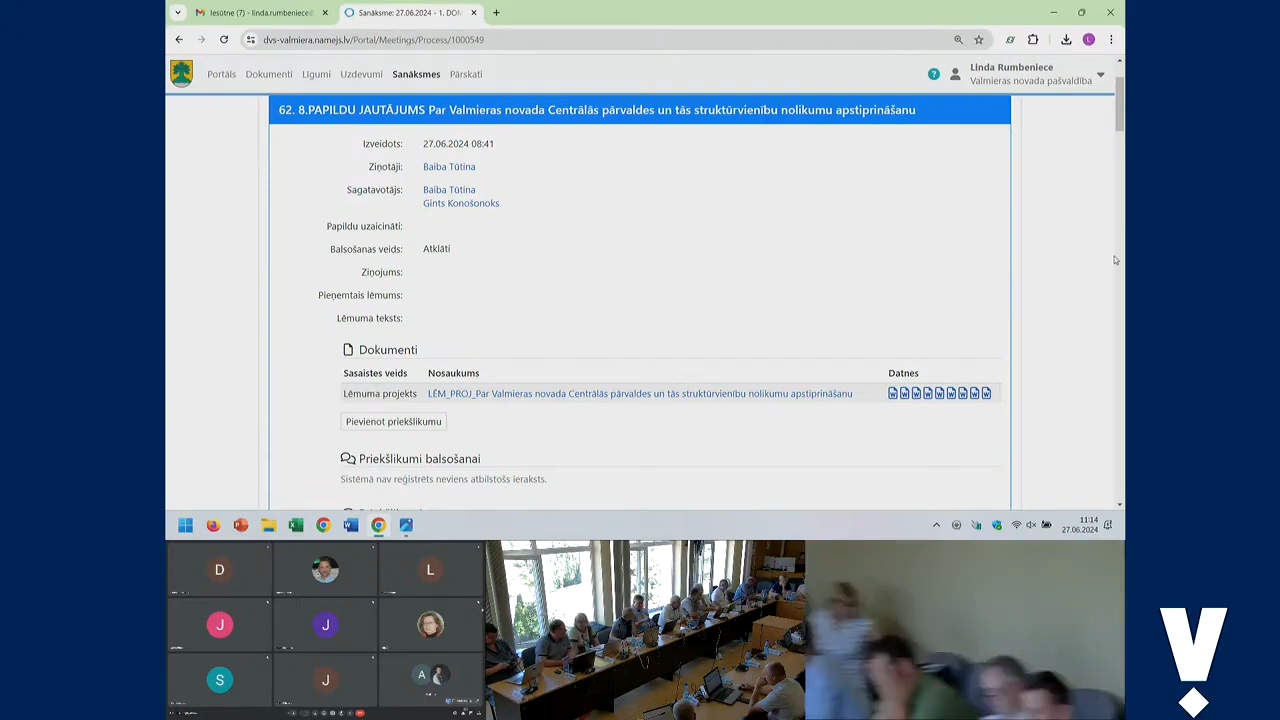 Iesūtne (7) - linda.rumbeniece
Sanāksme: 27.06.2024 - 1. DOM
dvs-valmiera.namejs.lv/Portal/Meetings/Process/1000549
L
Portāls Dokumenti Līgumi Uzdevumi Sanāksmes Pārskati
?
Linda Rumbeniece
Valmieras novada pašvaldība
62. 8.PAPILDU JAUTĀJUMS Par Valmieras novada Centrālās pārvaldes un tās struktūrvienību nolikumu apstiprināšanu
Izveidots: 27.06.2024 08:41
Ziņotāji: Baiba Tūtina
Sagatavotājs: Baiba Tūtina
Gints Konošonoks
Papildu uzaicināti:
Balsošanas veids: Atklāti
Ziņojums:
Pieņemtais lēmums:
Lēmuma teksts:
Dokumenti
Sasaistes veids Nosaukums Datnes
Lēmuma projekts LĒM_PROJ_Par Valmieras novada Centrālās pārvaldes un tās struktūrvienību nolikumu apstiprināšanu
Pievienot priekšlikumu
Priekšlikumi balsošanai
Sistēmā nav reģistrēts neviens atbilstošs ieraksts.
11:14
27.06.2024
D
L
J
J
S
J
A